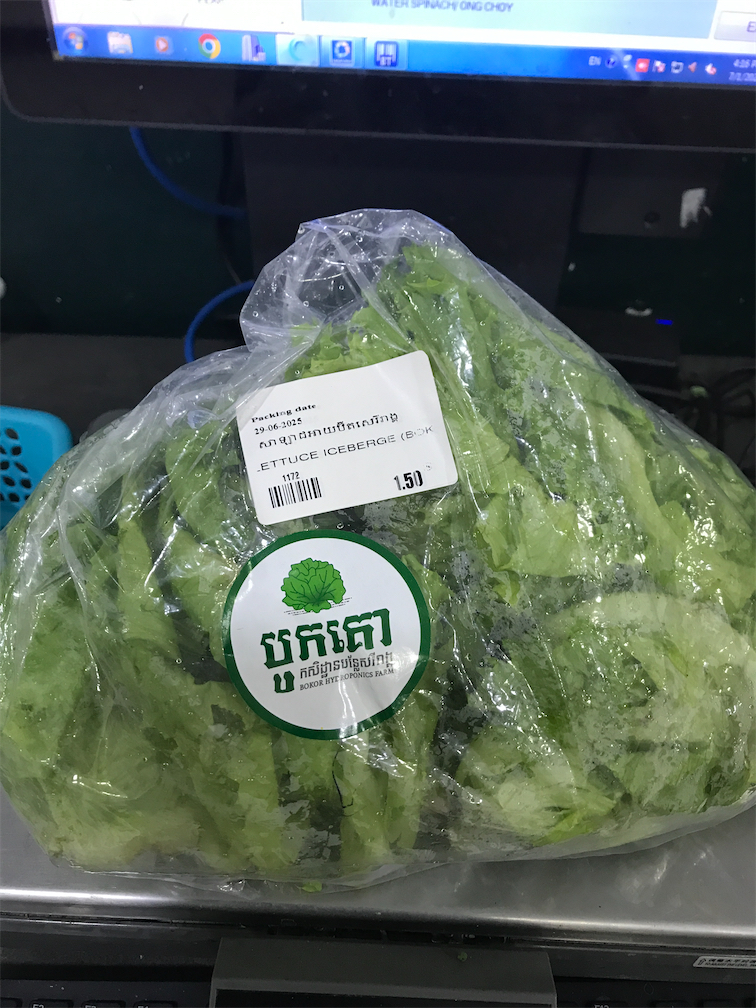 WATER SPINACH/ ONG CHOY
EN
Packing date
29-06-2025
សាឡាដអាយប៊ឺតសេរីរាង្គ
LETTUCE ICEBERGE (BOK
1172
1.50
បូកគោ
កសិដ្ឋានបន្លែសរីរាង្គ
BOKOR HYDROPONICS FARM